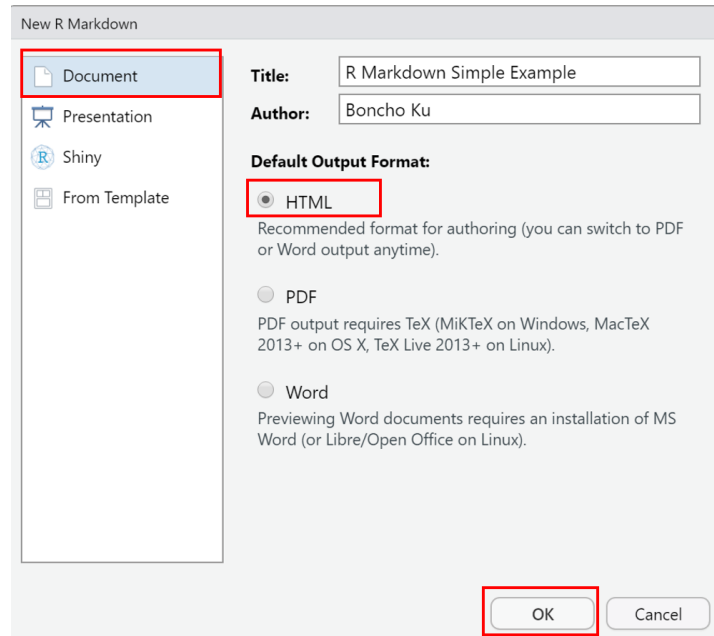 New R Markdown
Document
Presentation
R Shiny
From Template
Title: R Markdown Simple Example
Author: Boncho Ku
Default Output Format:
HTML
Recommended format for authoring (you can switch to PDF
or Word output anytime).
PDF
PDF output requires TeX (MiKTeX on Windows, MacTeX
2013+ on OS X, TeX Live 2013+ on Linux).
Word
Previewing Word documents requires an installation of MS
Word (or Libre/Open Office on Linux).
OK Cancel